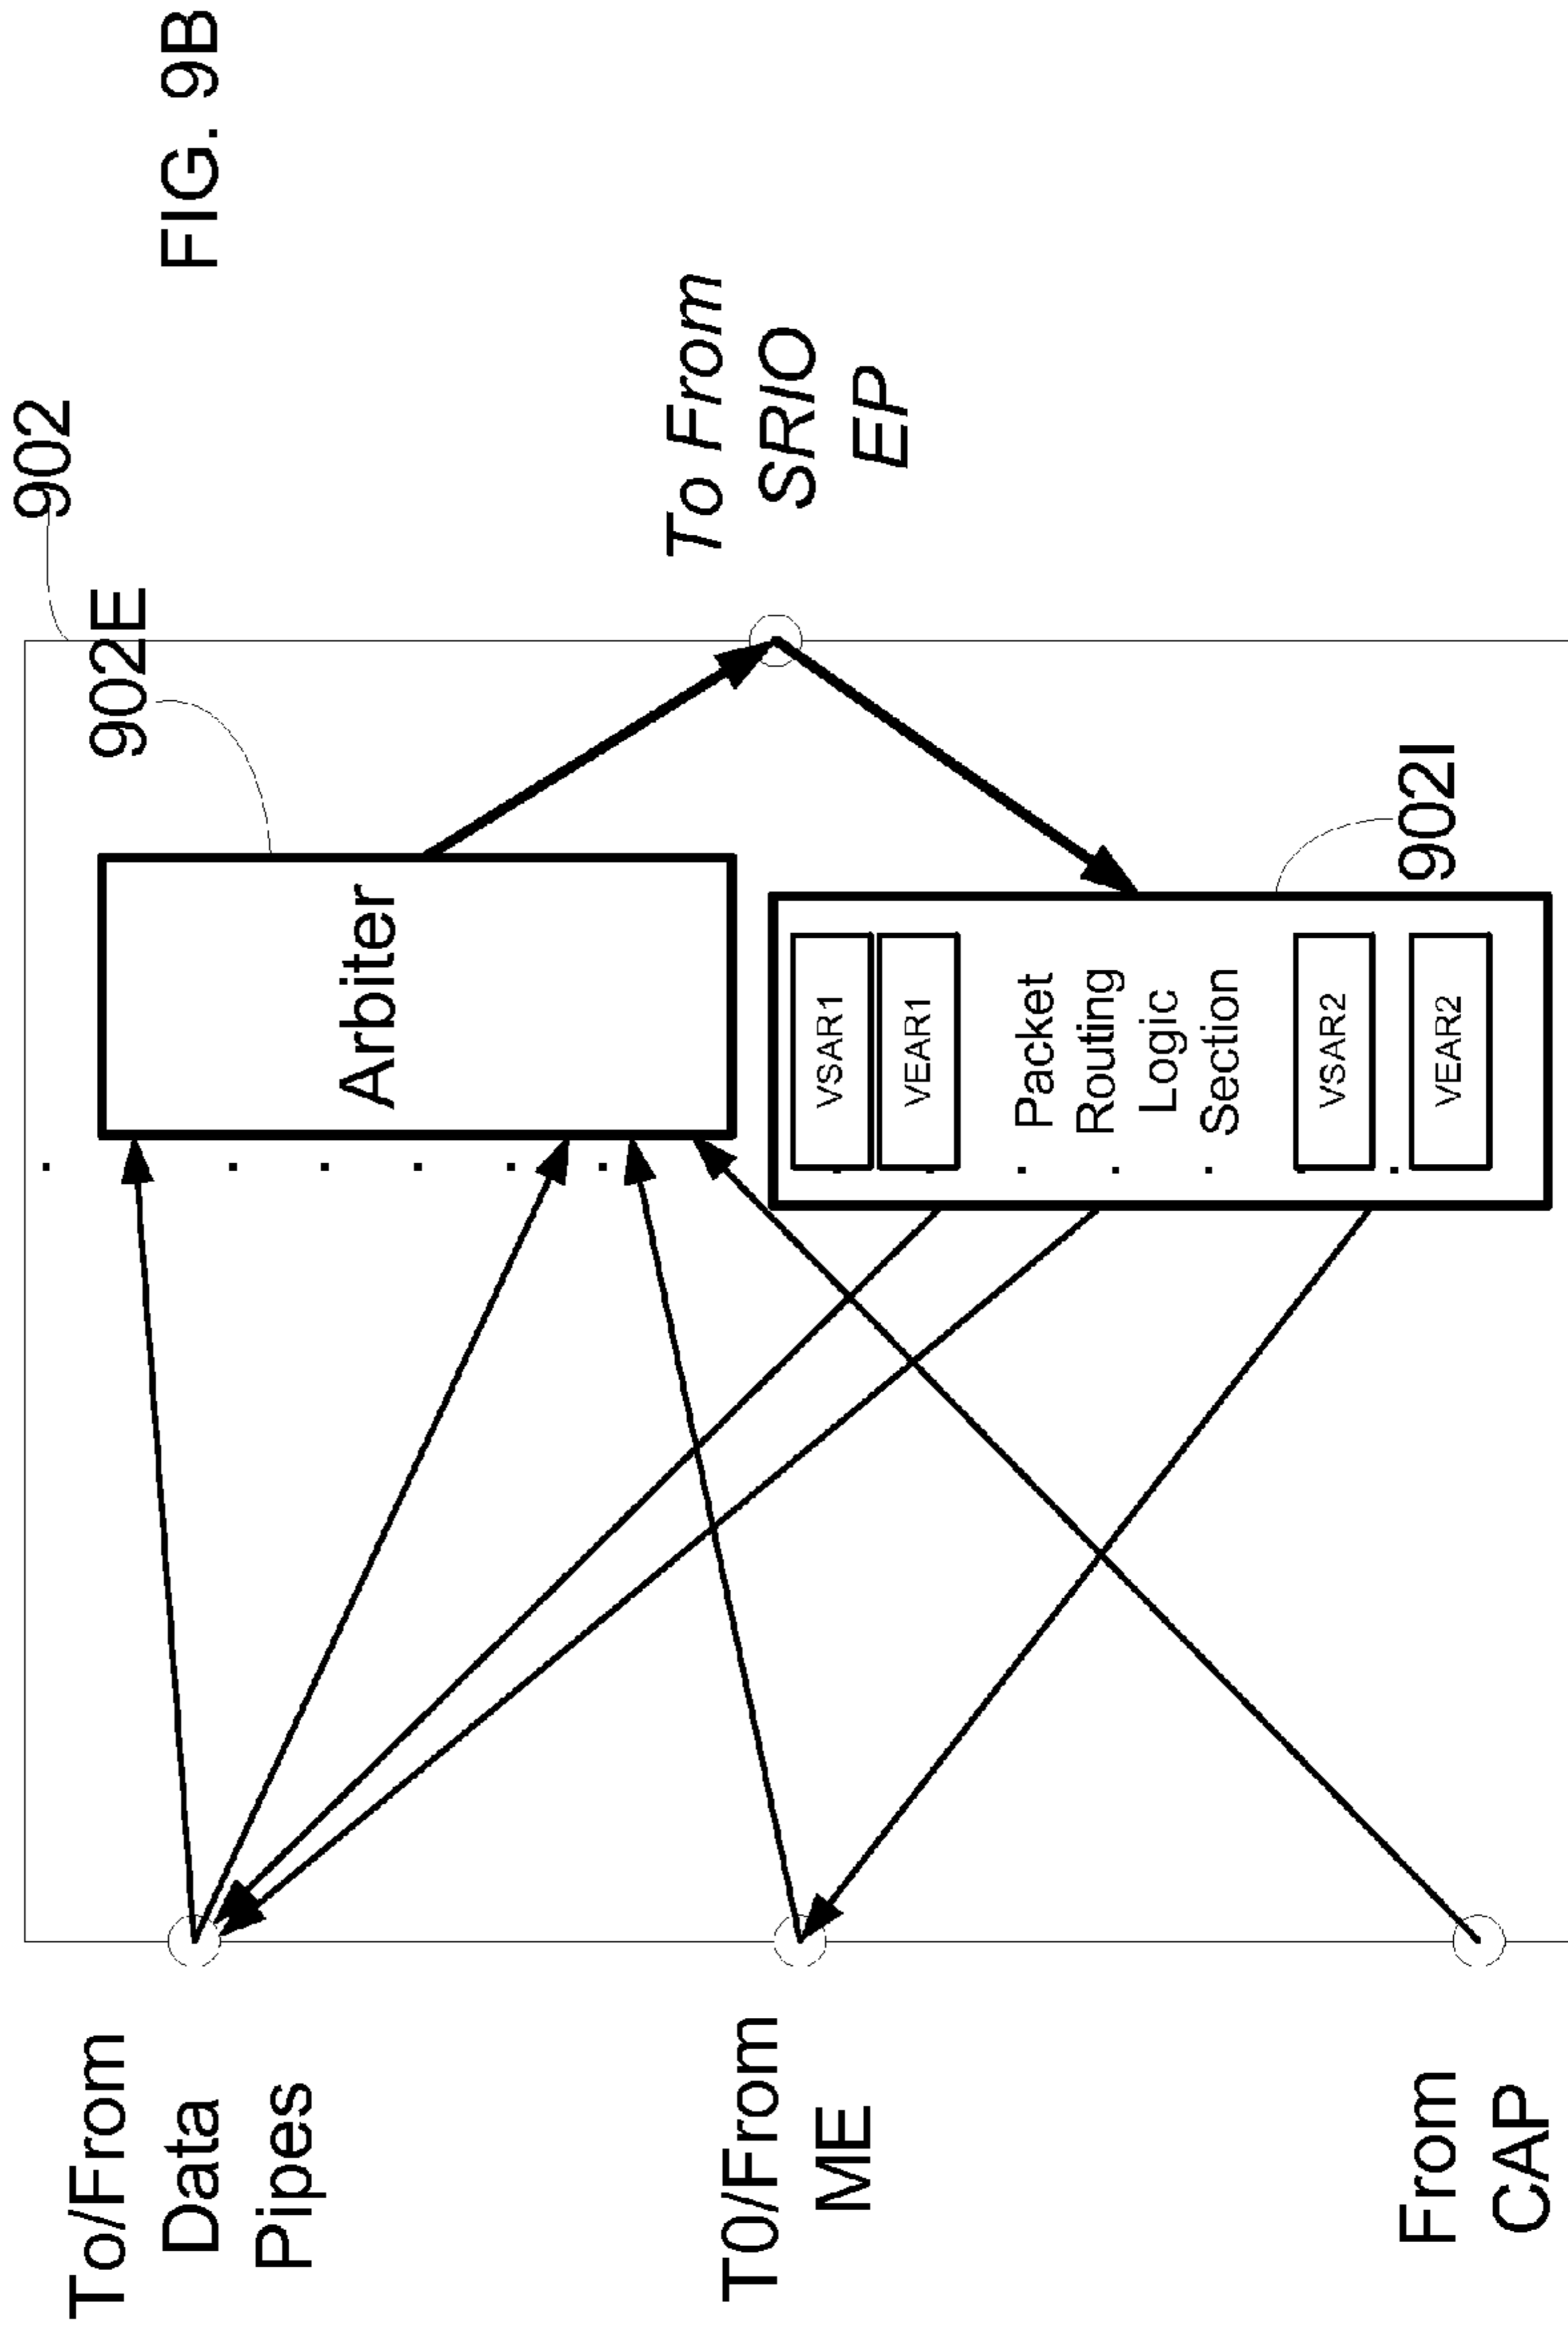 FIG. 9B
902
902E
To/From
Data
Pipes
Arbiter
To From
SRIO
EP
T0/From
ME
VSAR1
VEAR1
Packet
Routing
Logic
Section
VSAR2
VEAR2
902I
From
CAP